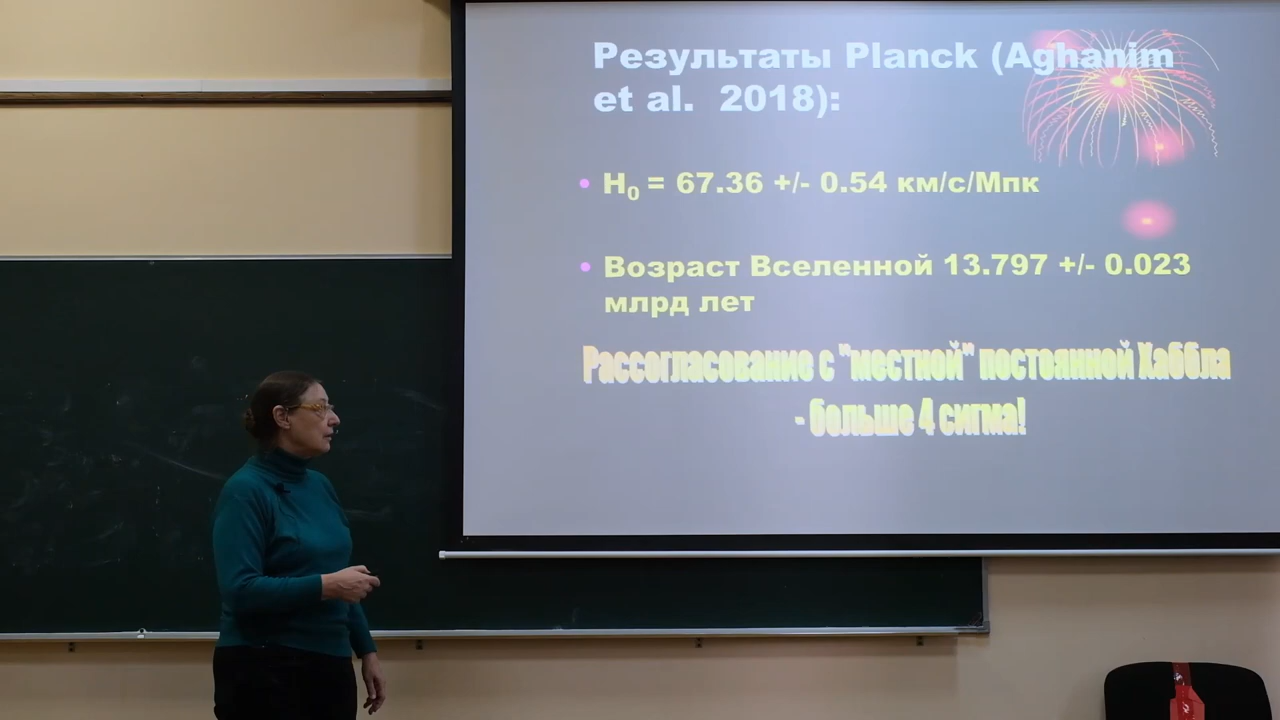 Результаты Planck (Aghanim
et al. 2018):
H₀ = 67.36 +/- 0.54 км/с/Мпк
Возраст Вселенной 13.797 +/- 0.023
млрд лет
Рассогласование с "местной" постоянной Хаббла
- больше 4 сигма!